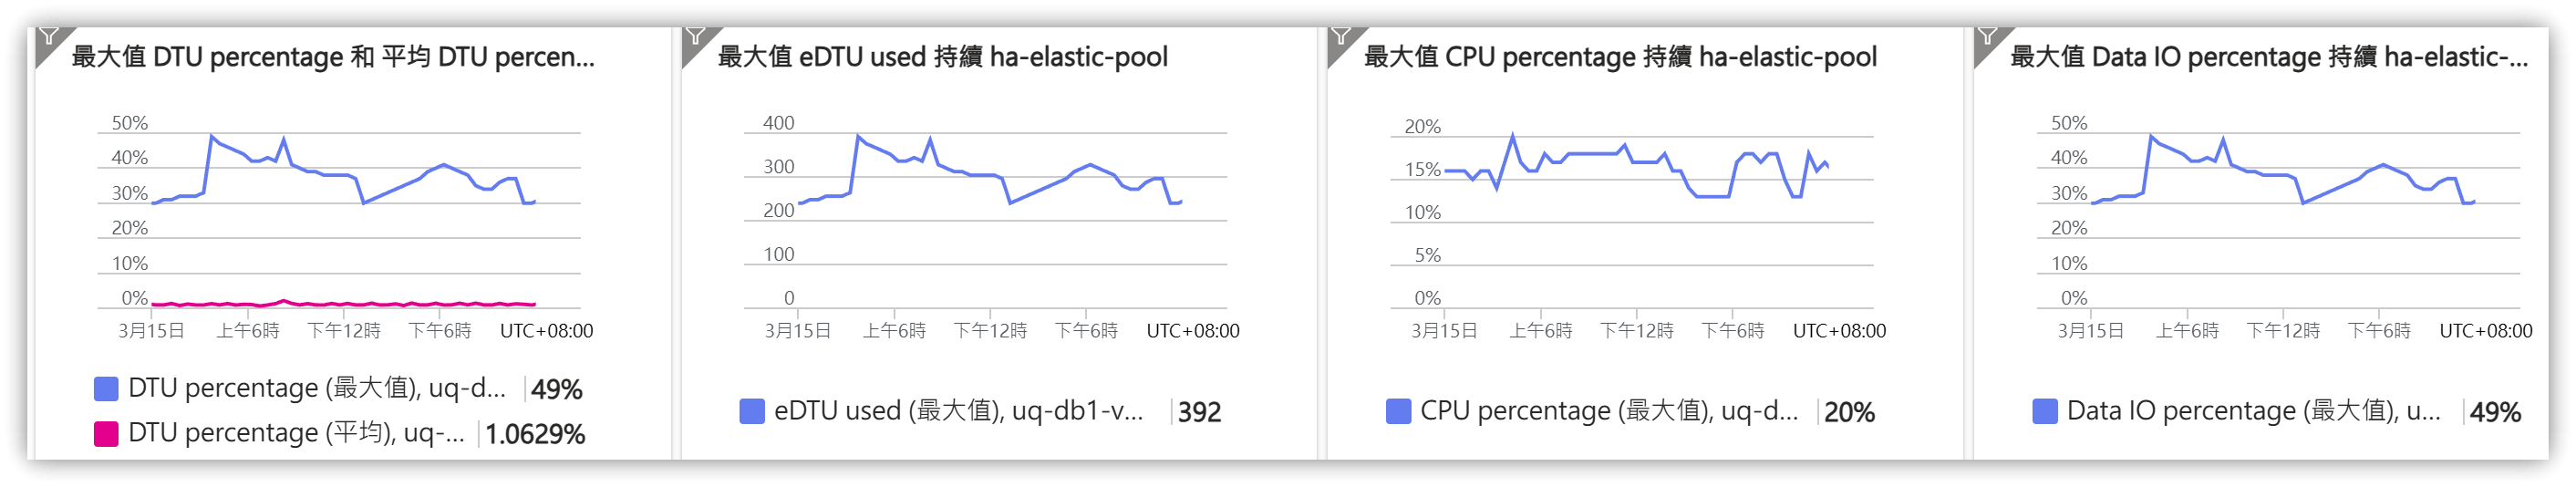 最大值 DTU percentage 和 平均 DTU percen...
50%
40%
30%
20%
10%
0%
3月15日 上午6時 下午12時 下午6時 UTC+08:00
DTU percentage (最大值), uq-d... 49%
DTU percentage (平均), uq-... 1.0629%
最大值 eDTU used 持續 ha-elastic-pool
400
300
200
100
0
3月15日 上午6時 下午12時 下午6時 UTC+08:00
eDTU used (最大值), uq-db1-v... 392
最大值 CPU percentage 持續 ha-elastic-pool
20%
15%
10%
5%
0%
3月15日 上午6時 下午12時 下午6時 UTC+08:00
CPU percentage (最大值), uq-d... 20%
最大值 Data IO percentage 持續 ha-elastic-...
50%
40%
30%
20%
10%
0%
3月15日 上午6時 下午12時 下午6時 UTC+08:00
Data IO percentage (最大值), u... 49%